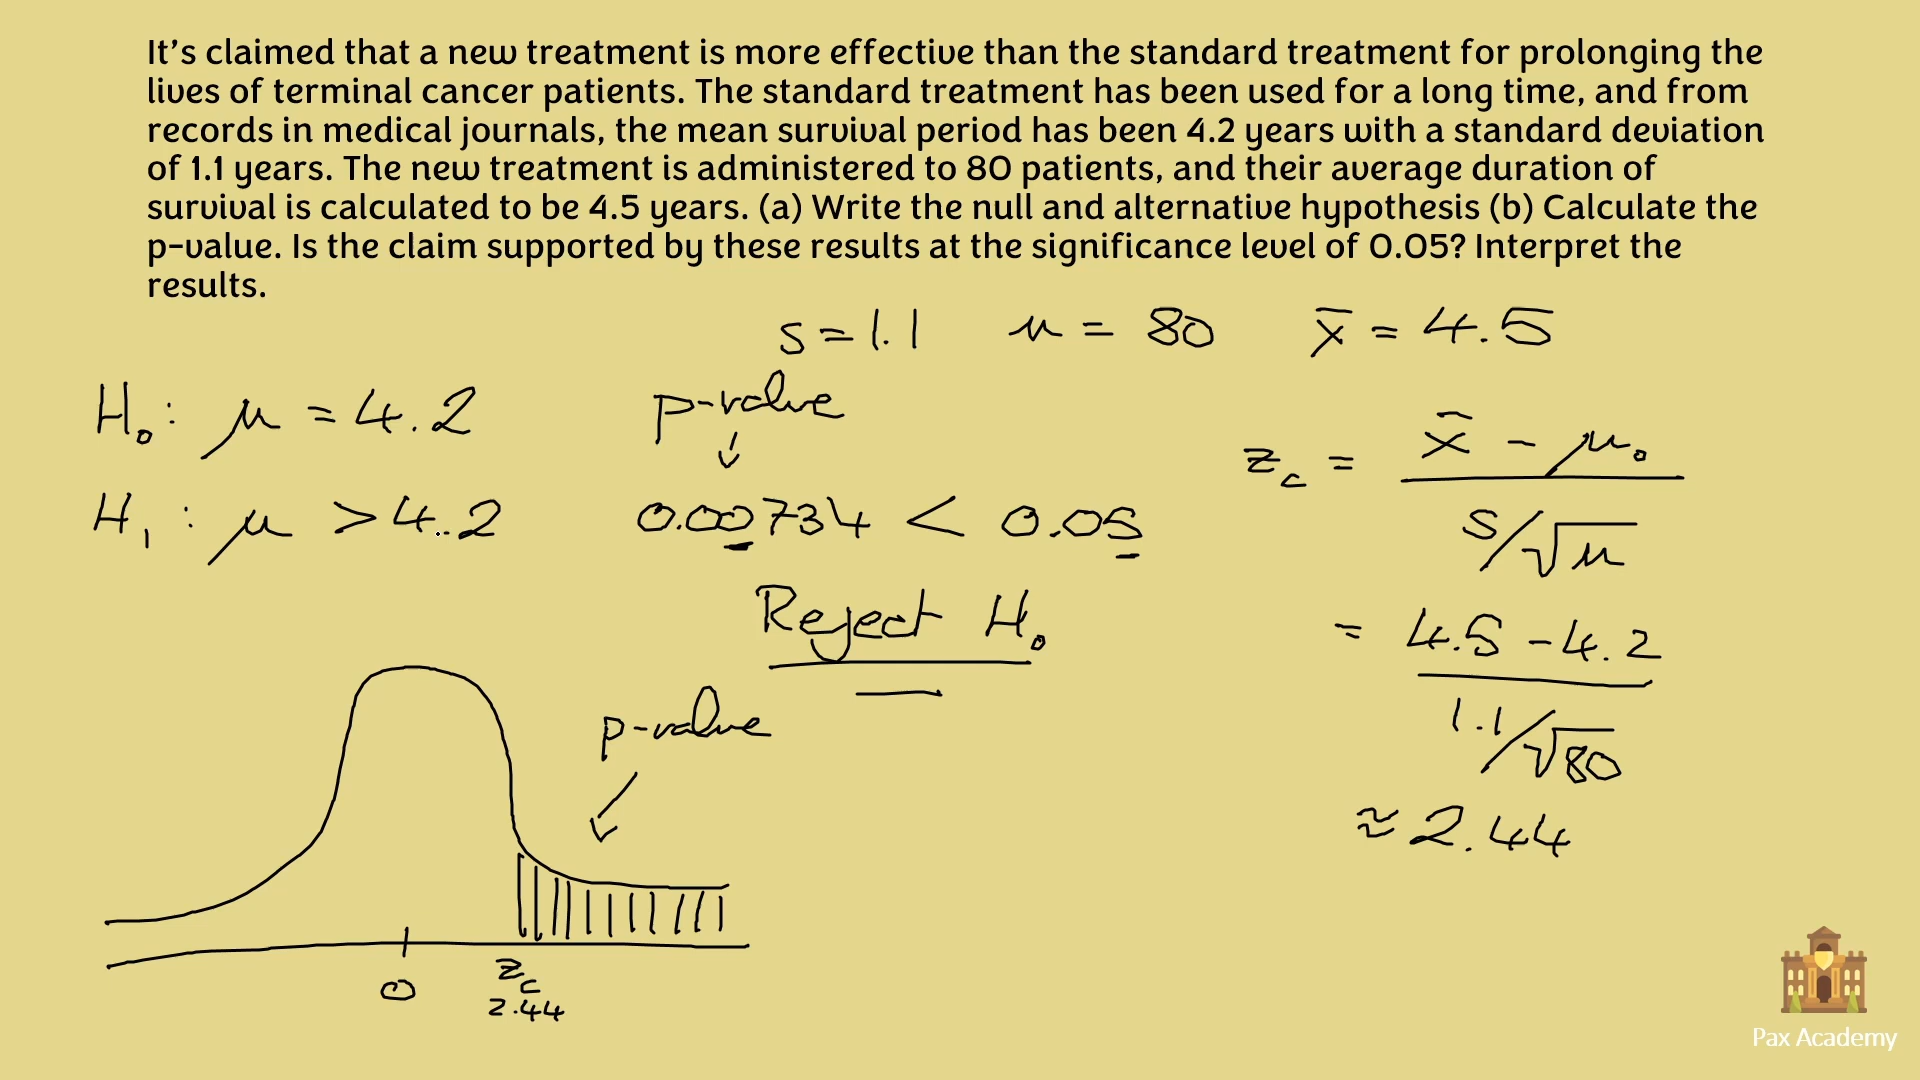 It's claimed that a new treatment is more effective than the standard treatment for prolonging the
lives of terminal cancer patients. The standard treatment has been used for a long time, and from
records in medical journals, the mean survival period has been 4.2 years with a standard deviation
of 1.1 years. The new treatment is administered to 80 patients, and their average duration of
survival is calculated to be 4.5 years. (a) Write the null and alternative hypothesis (b) Calculate the
p-value. Is the claim supported by these results at the significance level of 0.05? Interpret the
results.
s = 1.1 n = 80 x̄ = 4.5
H₀: μ = 4.2
H₁: μ > 4.2
p-value
↓
0.00734 < 0.05
Reject H₀
z_c = (x̄ - μ₀) / (s/√n)
= (4.5 - 4.2) / (1.1/√80)
≈ 2.44
p-value
0
z_c
2.44
Pax Academy